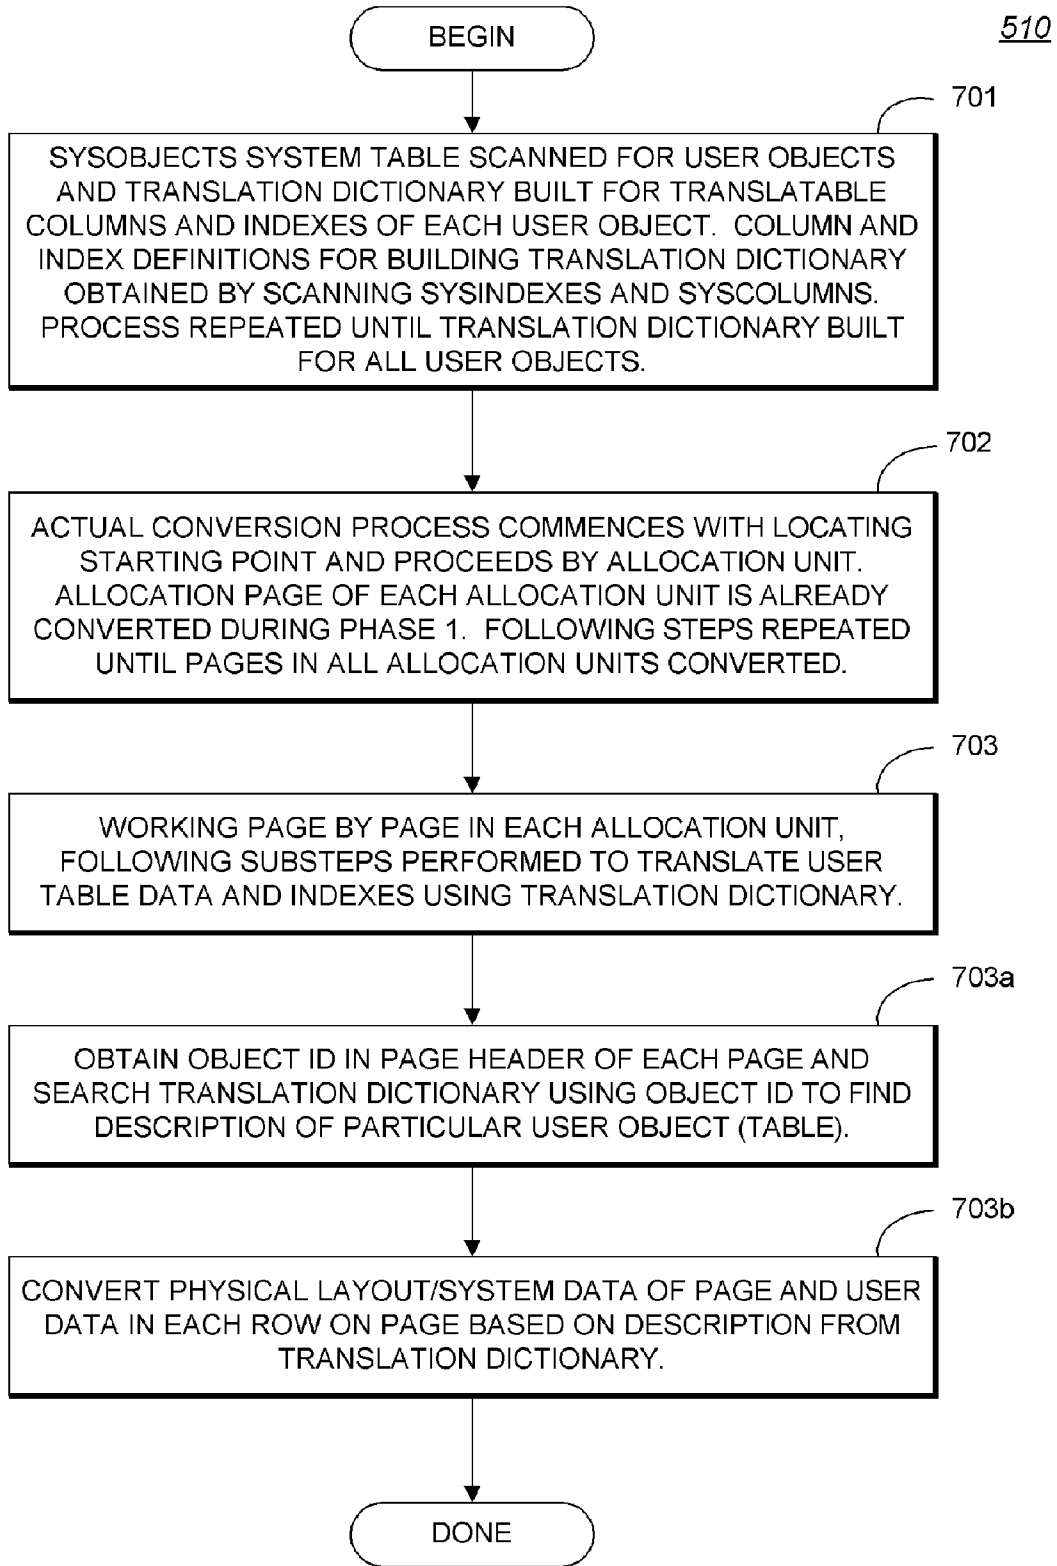 BEGIN
510
701
SYSOBJECTS SYSTEM TABLE SCANNED FOR USER OBJECTS
AND TRANSLATION DICTIONARY BUILT FOR TRANSLATABLE
COLUMNS AND INDEXES OF EACH USER OBJECT. COLUMN AND
INDEX DEFINITIONS FOR BUILDING TRANSLATION DICTIONARY
OBTAINED BY SCANNING SYSINDEXES AND SYSCOLUMNS.
PROCESS REPEATED UNTIL TRANSLATION DICTIONARY BUILT
FOR ALL USER OBJECTS.
702
ACTUAL CONVERSION PROCESS COMMENCES WITH LOCATING
STARTING POINT AND PROCEEDS BY ALLOCATION UNIT.
ALLOCATION PAGE OF EACH ALLOCATION UNIT IS ALREADY
CONVERTED DURING PHASE 1. FOLLOWING STEPS REPEATED
UNTIL PAGES IN ALL ALLOCATION UNITS CONVERTED.
703
WORKING PAGE BY PAGE IN EACH ALLOCATION UNIT,
FOLLOWING SUBSTEPS PERFORMED TO TRANSLATE USER
TABLE DATA AND INDEXES USING TRANSLATION DICTIONARY.
703a
OBTAIN OBJECT ID IN PAGE HEADER OF EACH PAGE AND
SEARCH TRANSLATION DICTIONARY USING OBJECT ID TO FIND
DESCRIPTION OF PARTICULAR USER OBJECT (TABLE).
703b
CONVERT PHYSICAL LAYOUT/SYSTEM DATA OF PAGE AND USER
DATA IN EACH ROW ON PAGE BASED ON DESCRIPTION FROM
TRANSLATION DICTIONARY.
DONE